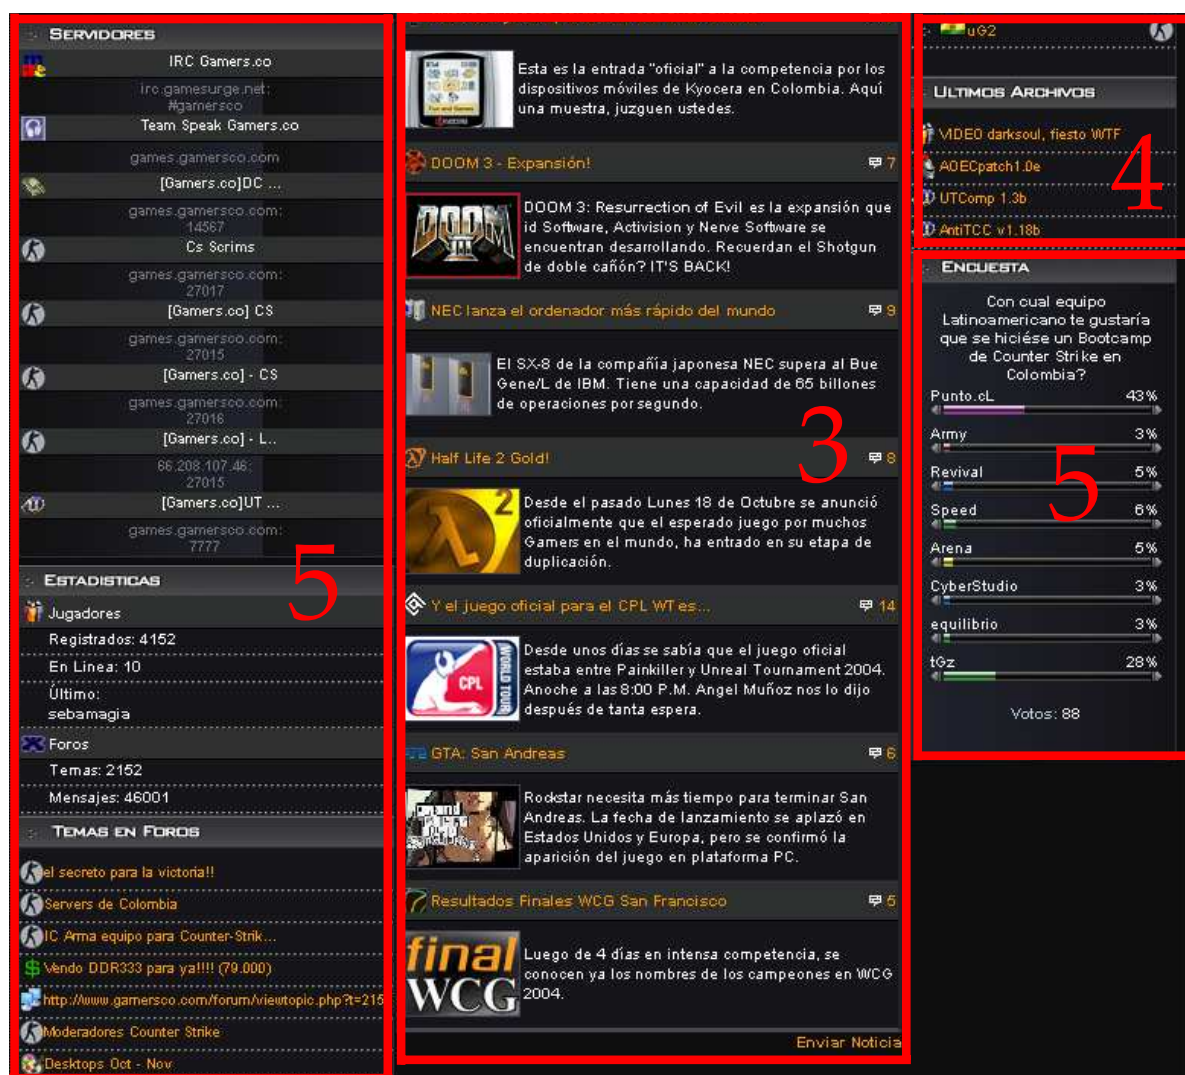 SERVIDORES
IRC Gamers.co
irc.gamesurge.net:
#gamersco
Team Speak Gamers.co
games.gamersco.com
[Gamers.co]DC ...
games.gamersco.com:
14567
Cs Scrims
games.gamersco.com:
27017
[Gamers.co] CS
games.gamersco.com:
27015
[Gamers.co] - CS
games.gamersco.com:
27016
[Gamers.co] - L...
66.208.107.46:
27015
[Gamers.co]UT ...
games.gamersco.com:
7777
5
ESTADISTICAS
Jugadores
Registrados: 4152
En Linea: 10
Último:
sebamagia
Foros
Temas: 2152
Mensajes: 46001
TEMAS EN FOROS
el secreto para la victoria!!
Servers de Colombia
IC Arma equipo para Counter-Strik...
Vendo DDR333 para ya!!!! (79.000)
http://www.gamersco.com/forum/viewtopic.php?t=215
Moderadores Counter Strike
Desktops Oct - Nov
Esta es la entrada "oficial" a la competencia por los
dispositivos móviles de Kyocera en Colombia. Aquí
una muestra, juzguen ustedes.
DOOM 3 - Expansión! 7
DOOM
III
DOOM 3: Resurrection of Evil es la expansión que
id Software, Activision y Nerve Software se
encuentran desarrollando. Recuerdan el Shotgun
de doble cañón? IT'S BACK!
NEC lanza el ordenador más rápido del mundo 9
El SX-8 de la compañía japonesa NEC supera al Bue
Gene/L de IBM. Tiene una capacidad de 65 billones
de operaciones por segundo.
3
Half Life 2 Gold! 8
2
Desde el pasado Lunes 18 de Octubre se anunció
oficialmente que el esperado juego por muchos
Gamers en el mundo, ha entrado en su etapa de
duplicación.
Y el juego oficial para el CPL WT es... 14
CPL
WORLD TOUR
Desde unos días se sabía que el juego oficial
estaba entre Painkiller y Unreal Tournament 2004.
Anoche a las 8:00 P.M. Angel Muñoz nos lo dijo
después de tanta espera.
GTA: San Andreas 6
Rockstar necesita más tiempo para terminar San
Andreas. La fecha de lanzamiento se aplazó en
Estados Unidos y Europa, pero se confirmó la
aparición del juego en plataforma PC.
Resultados Finales WCG San Francisco 5
final
WCG
Luego de 4 días en intensa competencia, se
conocen ya los nombres de los campeones en WCG
2004.
Enviar Noticia
uG2
ULTIMOS ARCHIVOS
VIDEO darksoul, fiesto WTF
AOECpatch1.0e
UTComp 1.3b
AntiTCC v1.18b
4
ENCUESTA
Con cual equipo
Latinoamericano te gustaría
que se hiciése un Bootcamp
de Counter Strike en
Colombia?
Punto.cL 43%
Army 3%
Revival 5%
Speed 6%
Arena 5%
CyberStudio 3%
equilibrio 3%
tGz 28%
5
Votos: 88